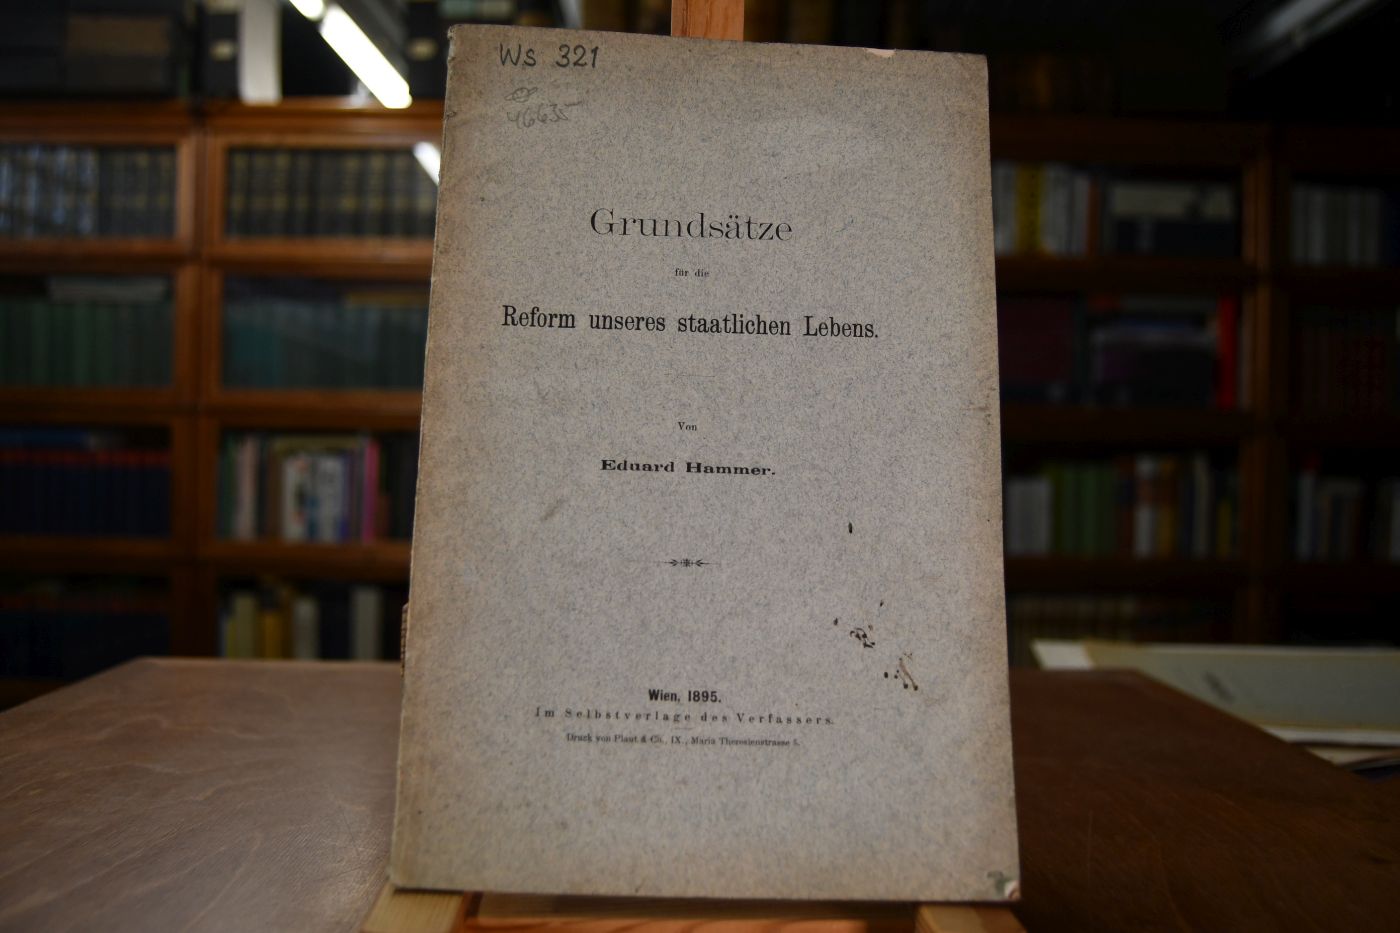 Ws 321
46635
Grundsätze
für die
Reform unseres staatlichen Lebens.
Von
Eduard Hammer.
Wien, 1895.
Im Selbstverlage des Verfassers.
Druck von Plaut & Co., IX., Maria Theresienstrasse 5.